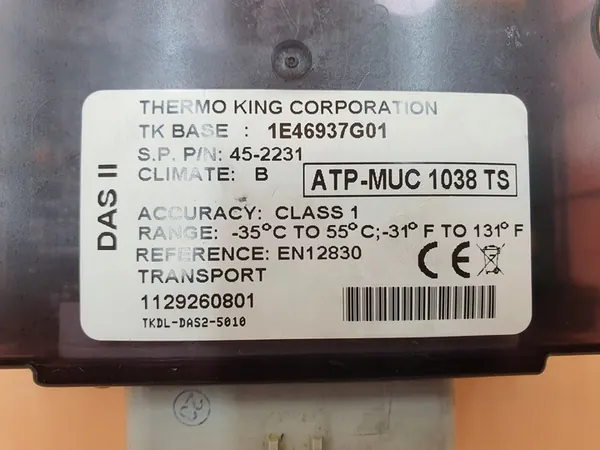 THERMO KING CORPORATION
TK BASE : 1E46937G01
S.P. P/N: 45-2231
CLIMATE: B
ATP-MUC 1038 TS
DAS II
ACCURACY: CLASS 1
RANGE: -35°C TO 55°C;-31°F TO 131°F
REFERENCE: EN12830
CE
TRANSPORT
1129260801
TKDL-DAS2-5010